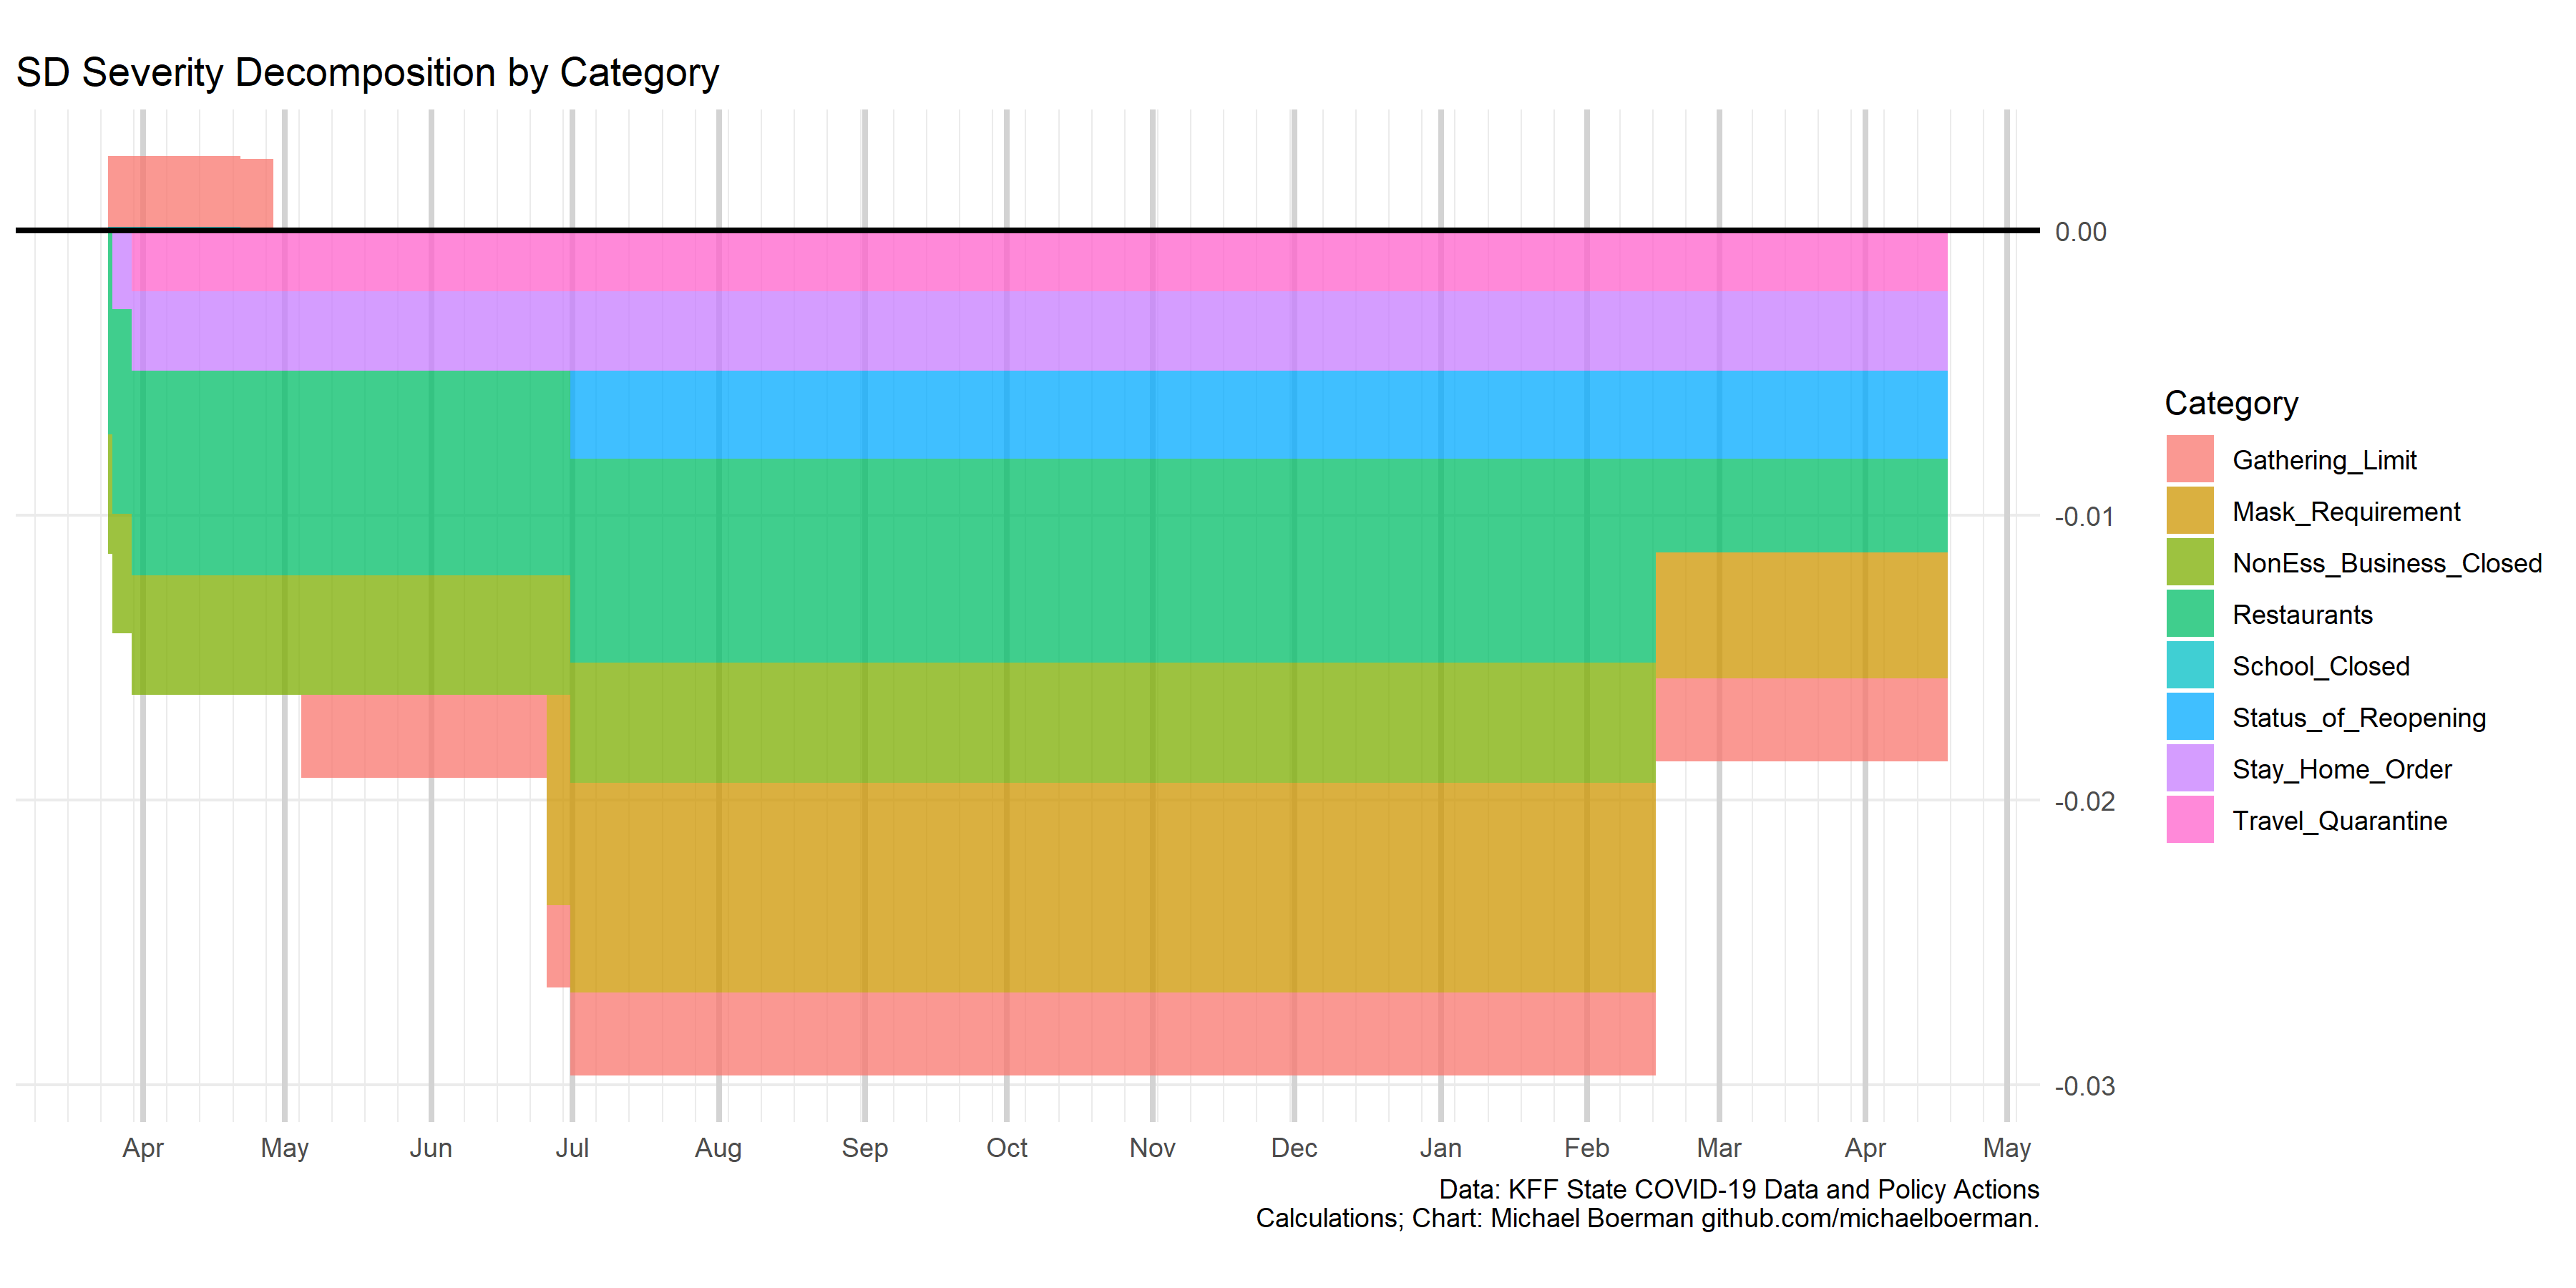 SD Severity Decomposition by Category
0.00
-0.01
-0.02
-0.03
Apr May Jun Jul Aug Sep Oct Nov Dec Jan Feb Mar Apr May
Category
Gathering_Limit
Mask_Requirement
NonEss_Business_Closed
Restaurants
School_Closed
Status_of_Reopening
Stay_Home_Order
Travel_Quarantine
Data: KFF State COVID-19 Data and Policy Actions
Calculations; Chart: Michael Boerman github.com/michaelboerman.